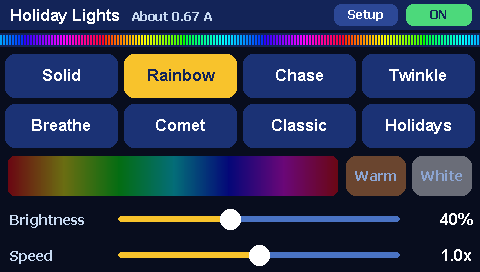 Holiday Lights About 0.67 A Setup ON
Solid Rainbow Chase Twinkle
Breathe Comet Classic Holidays
Warm White
Brightness 40%
Speed 1.0x